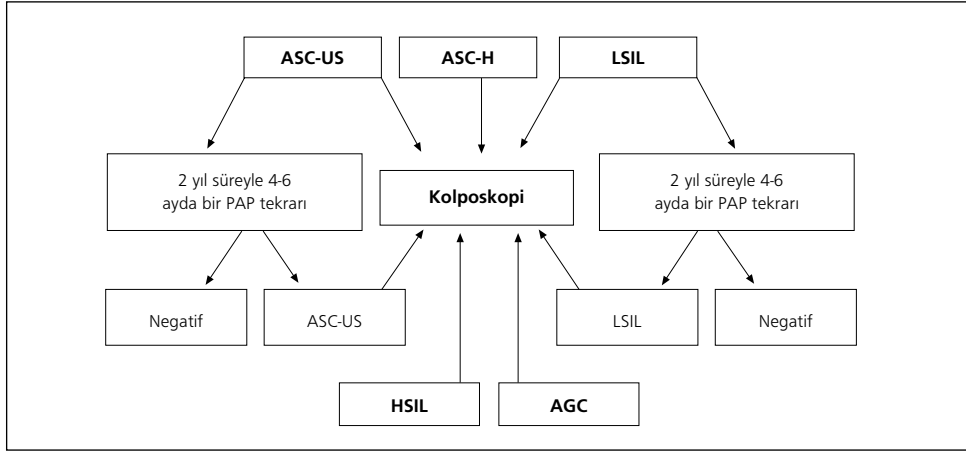 ASC-US
ASC-H
LSIL
2 yıl süreyle 4-6
ayda bir PAP tekrarı
Kolposkopi
2 yıl süreyle 4-6
ayda bir PAP tekrarı
Negatif
ASC-US
LSIL
Negatif
HSIL
AGC